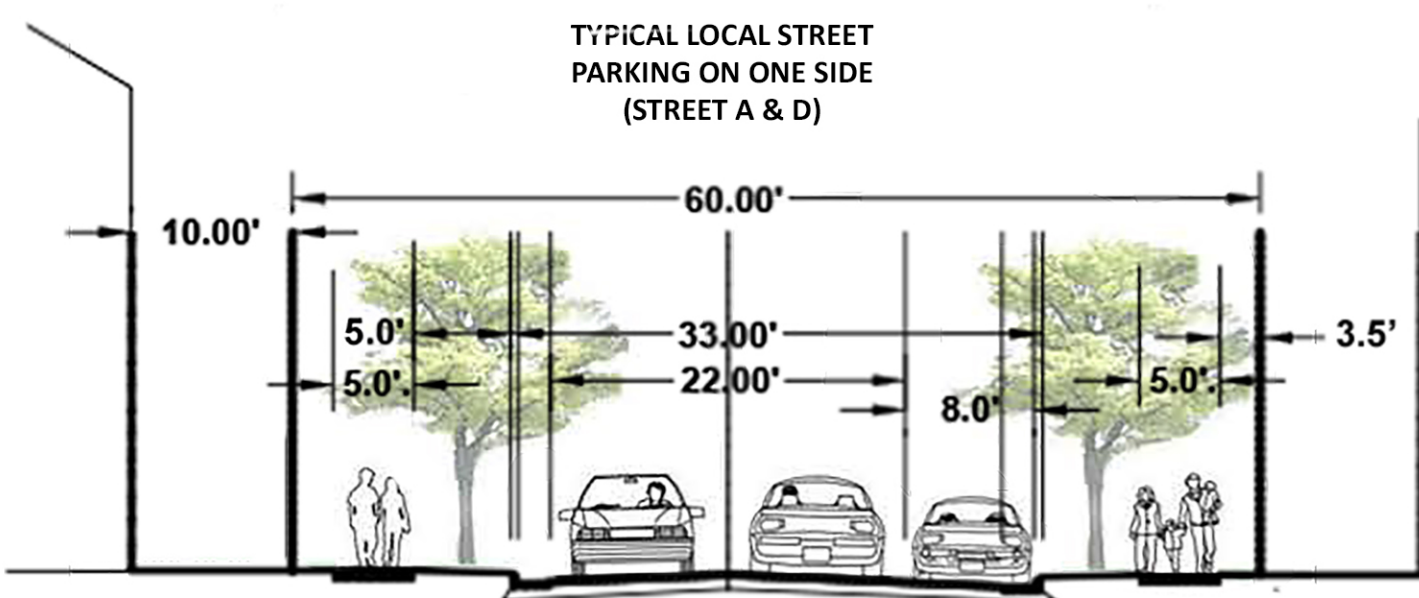 TYPICAL LOCAL STREET
PARKING ON ONE SIDE
(STREET A & D)
60.00'
10.00'
5.0' 33.00' 3.5'
5.0'. 22.00' 5.0'.
8.0'